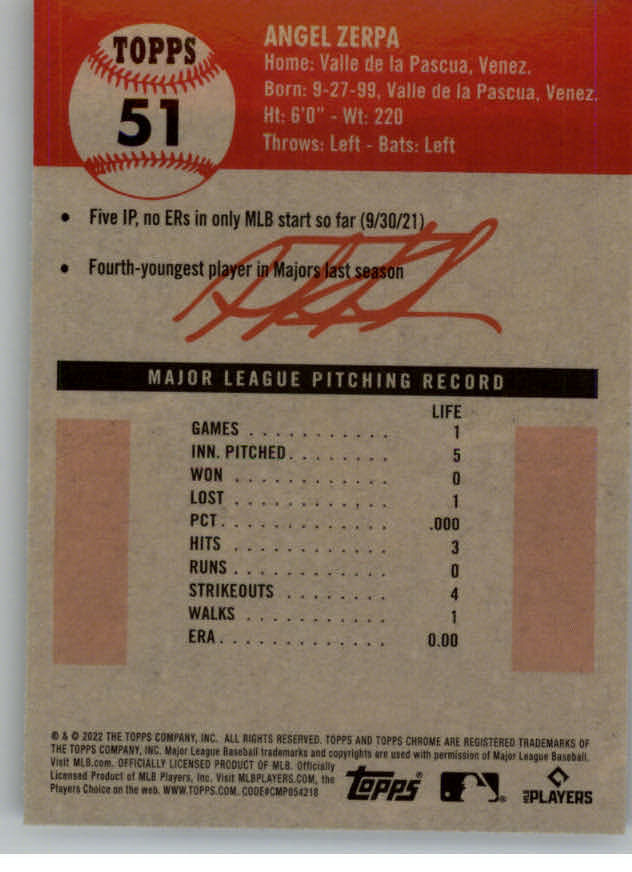 TOPPS
51
ANGEL ZERPA
Home: Valle de la Pascua, Venez.
Born: 9-27-99, Valle de la Pascua, Venez.
Ht: 6'0" - Wt: 220
Throws: Left - Bats: Left
• Five IP, no ERs in only MLB start so far (9/30/21)
• Fourth-youngest player in Majors last season
MAJOR LEAGUE PITCHING RECORD
LIFE
GAMES . . . . . . . . . . . 1
INN. PITCHED. . . . . . . . 5
WON . . . . . . . . . . . . 0
LOST . . . . . . . . . . . . 1
PCT. . . . . . . . . . . . . .000
HITS . . . . . . . . . . . . 3
RUNS . . . . . . . . . . . . 0
STRIKEOUTS . . . . . . . . 4
WALKS . . . . . . . . . . . 1
ERA. . . . . . . . . . . . . 0.00
® & © 2022 THE TOPPS COMPANY, INC. ALL RIGHTS RESERVED. TOPPS AND TOPPS CHROME ARE REGISTERED TRADEMARKS OF
THE TOPPS COMPANY, INC. Major League Baseball trademarks and copyrights are used with permission of Major League Baseball.
Visit MLB.com. OFFICIALLY LICENSED PRODUCT OF MLB. Officially
Licensed Product of MLB Players, Inc. Visit MLBPLAYERS.COM, the
Players Choice on the web. WWW.TOPPS.COM. CODE#CMP054218
Topps®
MLB PLAYERS